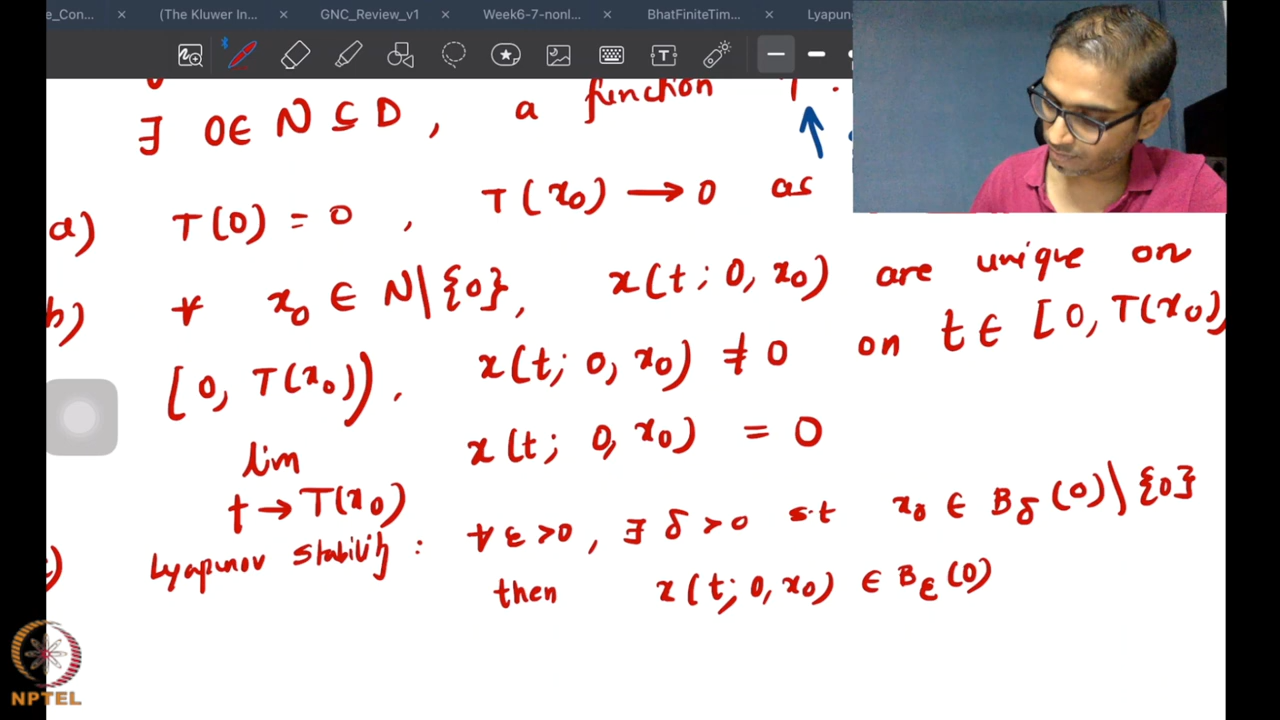 e_Con... (The Kluwer In... GNC_Review_v1 Week6-7-nonl... BhatFiniteTim... Lyapun
∃ 0 ∈ N ⊆ D , a function
a) T(0) = 0 , T(x₀) → 0 as
b) ∀ x₀ ∈ N\{0}, x(t; 0, x₀) are unique on
[0, T(x₀)). x(t; 0, x₀) ≠ 0 on t ∈ [0, T(x₀)
lim x(t; 0, x₀) = 0
t → T(x₀)
Lyapunov stability : ∀ ε > 0, ∃ δ > 0 s.t x₀ ∈ B_δ(0)\{0}
then x(t; 0, x₀) ∈ B_ε(0)
NPTEL